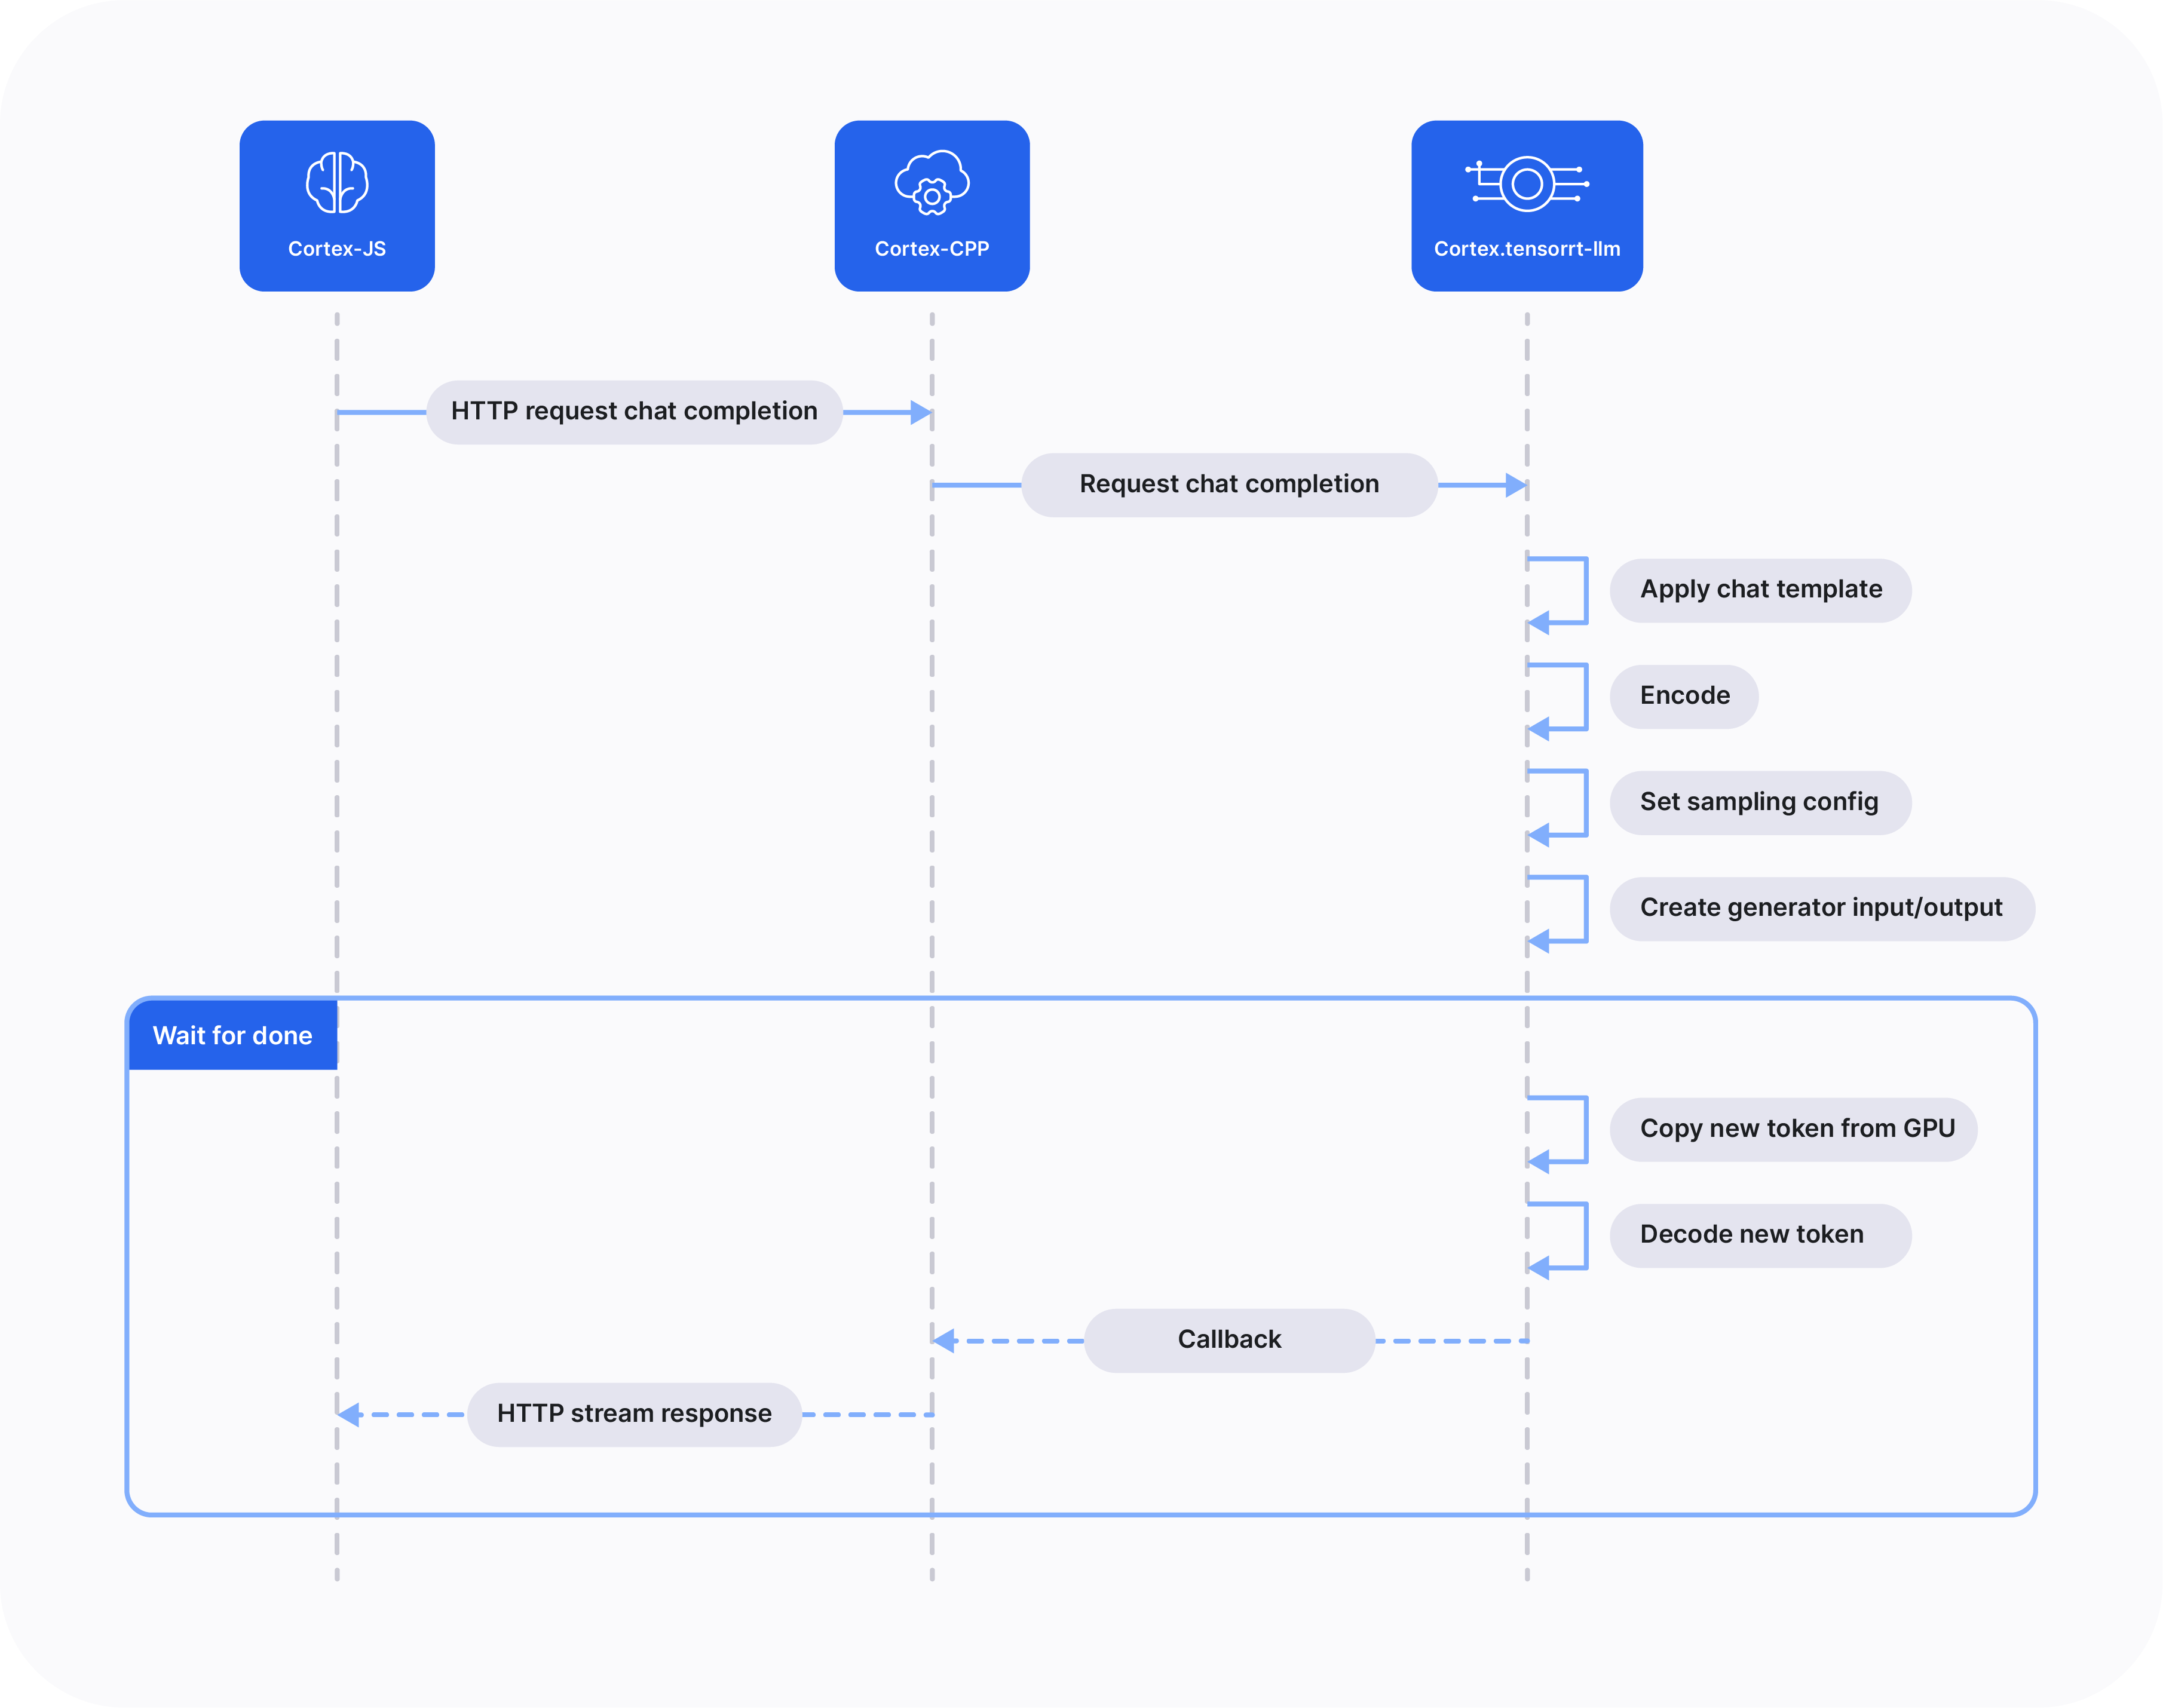 Cortex-JS
Cortex-CPP
Cortex.tensorrt-llm
HTTP request chat completion
Request chat completion
Apply chat template
Encode
Set sampling config
Create generator input/output
Wait for done
Copy new token from GPU
Decode new token
Callback
HTTP stream response